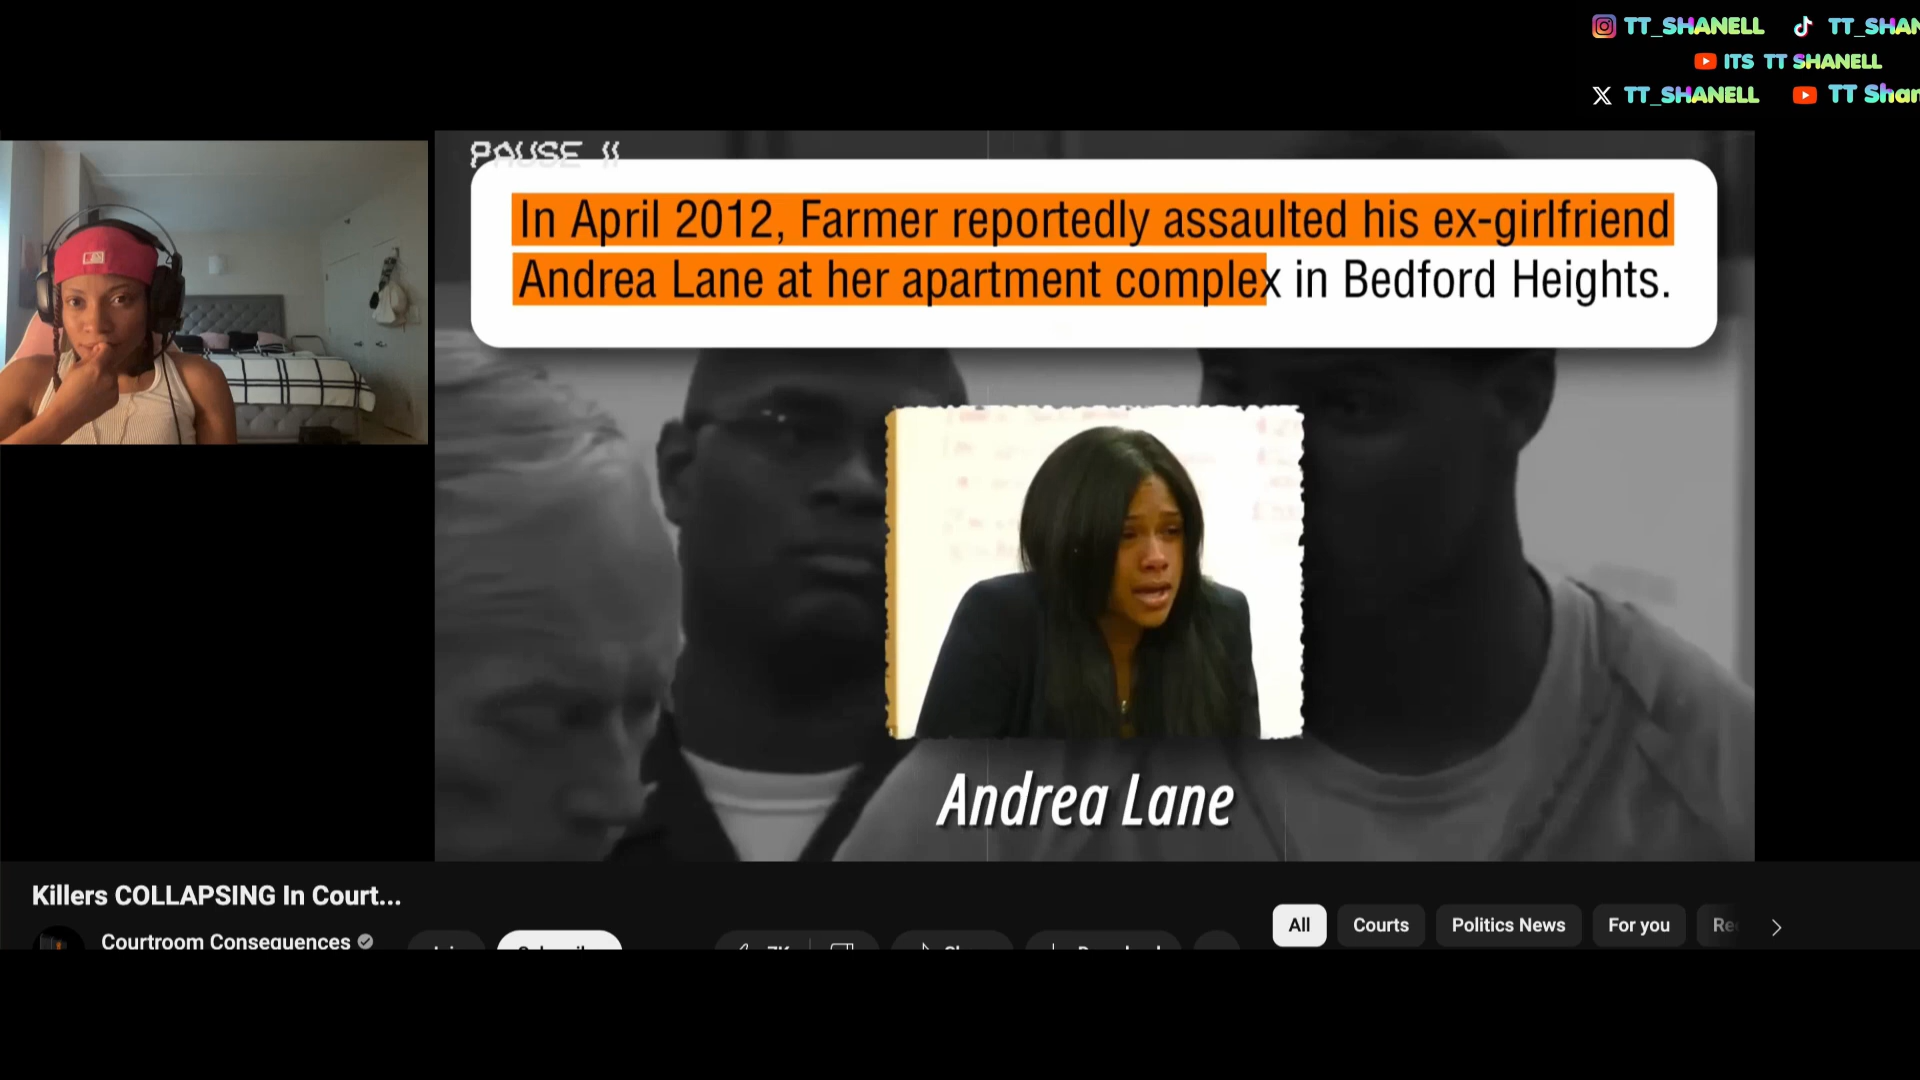 TT_SHANELL
ITS TT SHANELL
TT_SHANELL
PAUSE
In April 2012, Farmer reportedly assaulted his ex-girlfriend
Andrea Lane at her apartment complex in Bedford Heights.
Andrea Lane
Killers COLLAPSING In Court...
Courtroom Consequences
7K
All
Courts
Politics News
For you